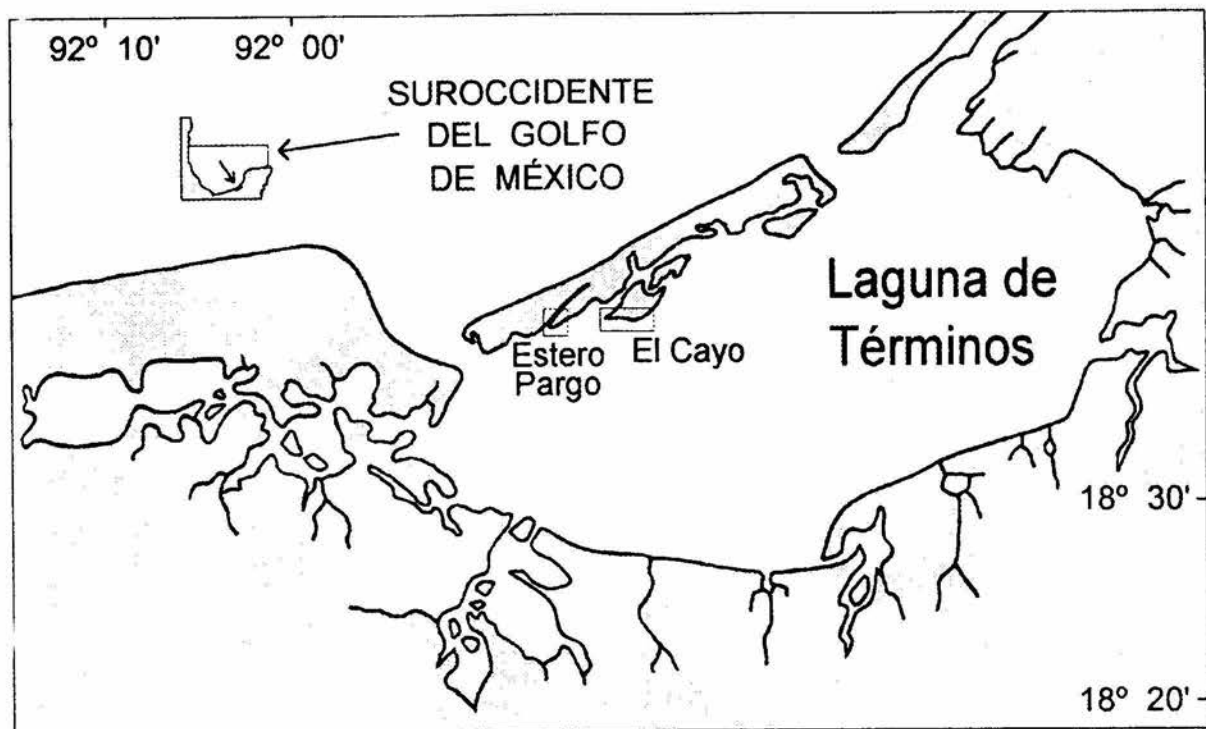 92º 10' 92º 00'
SUROCCIDENTE
DEL GOLFO
DE MÉXICO
Laguna de
Términos
Estero
Pargo
El Cayo
18º 30'
18º 20'